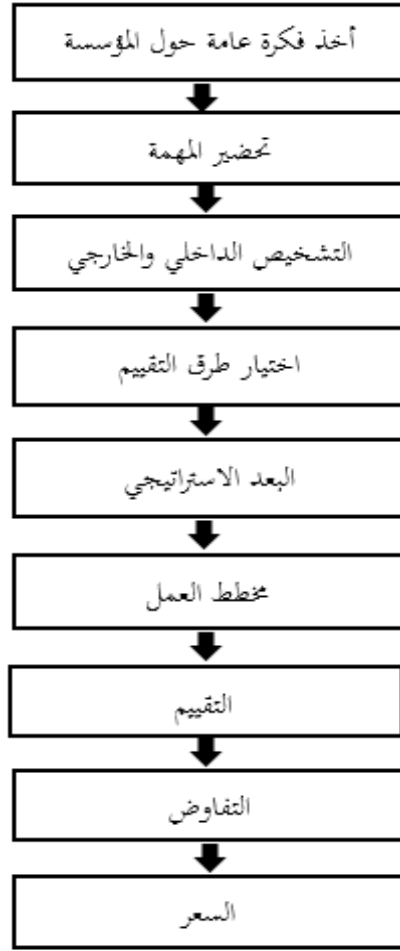 أخذ فكرة عامة حول المؤسسة
تحضير المهمة
التشخيص الداخلي والخارجي
اختيار طرق التقييم
البعد الاستراتيجي
مخطط العمل
التقييم
التفاوض
السعر